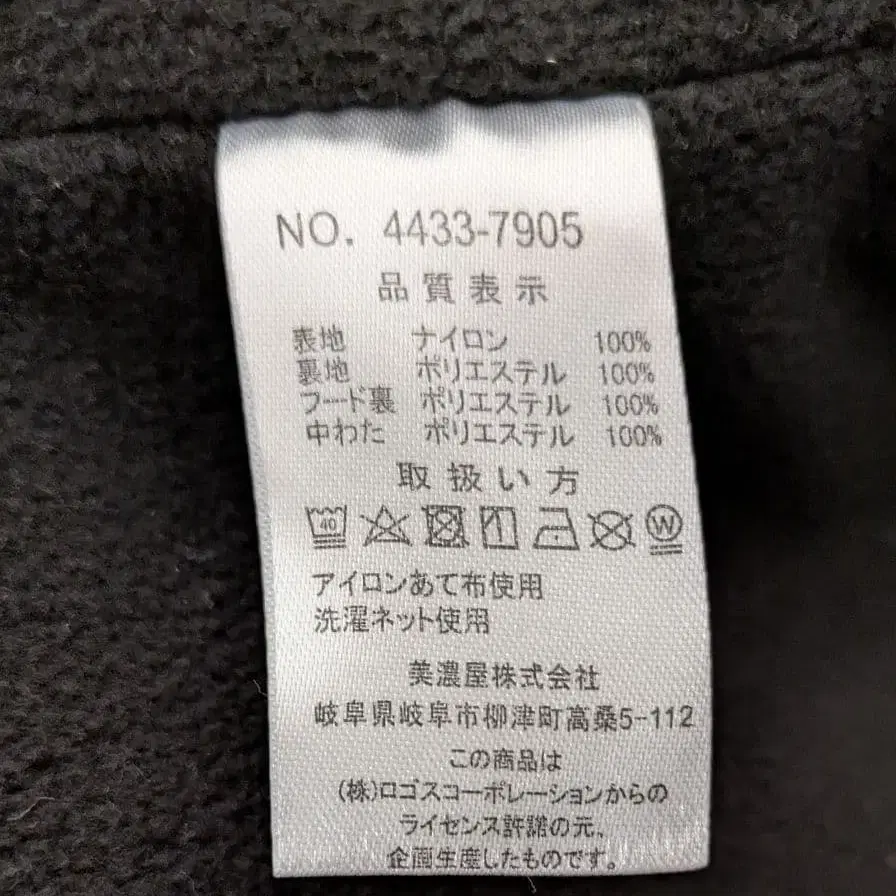 NO. 4433-7905
品質表示
表地 ナイロン 100%
裏地 ポリエステル 100%
フード裏 ポリエステル 100%
中わた ポリエステル 100%
取扱い方
40 W
アイロンあて布使用
洗濯ネット使用
美濃屋株式会社
岐阜県岐阜市柳津町高桑5-112
この商品は
(株)ロゴスコーポレーションからの
ライセンス許諾の元、
企画生産したものです。